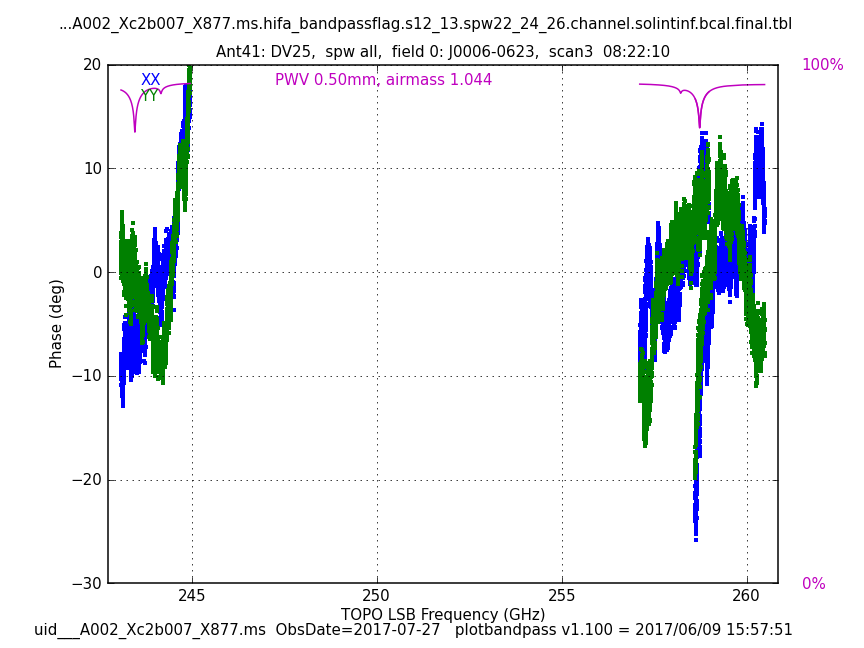 ...A002_Xc2b007_X877.ms.hifa_bandpassflag.s12_13.spw22_24_26.channel.solintinf.bcal.final.tbl
Ant41: DV25,  spw all,  field 0: J0006-0623,  scan3  08:22:10
20
10
0
−10
−20
−30
Phase (deg)
XX
YY
PWV 0.50mm, airmass 1.044
100%
0%
245
250
255
260
TOPO LSB Frequency (GHz)
uid___A002_Xc2b007_X877.ms  ObsDate=2017-07-27   plotbandpass v1.100 = 2017/06/09 15:57:51